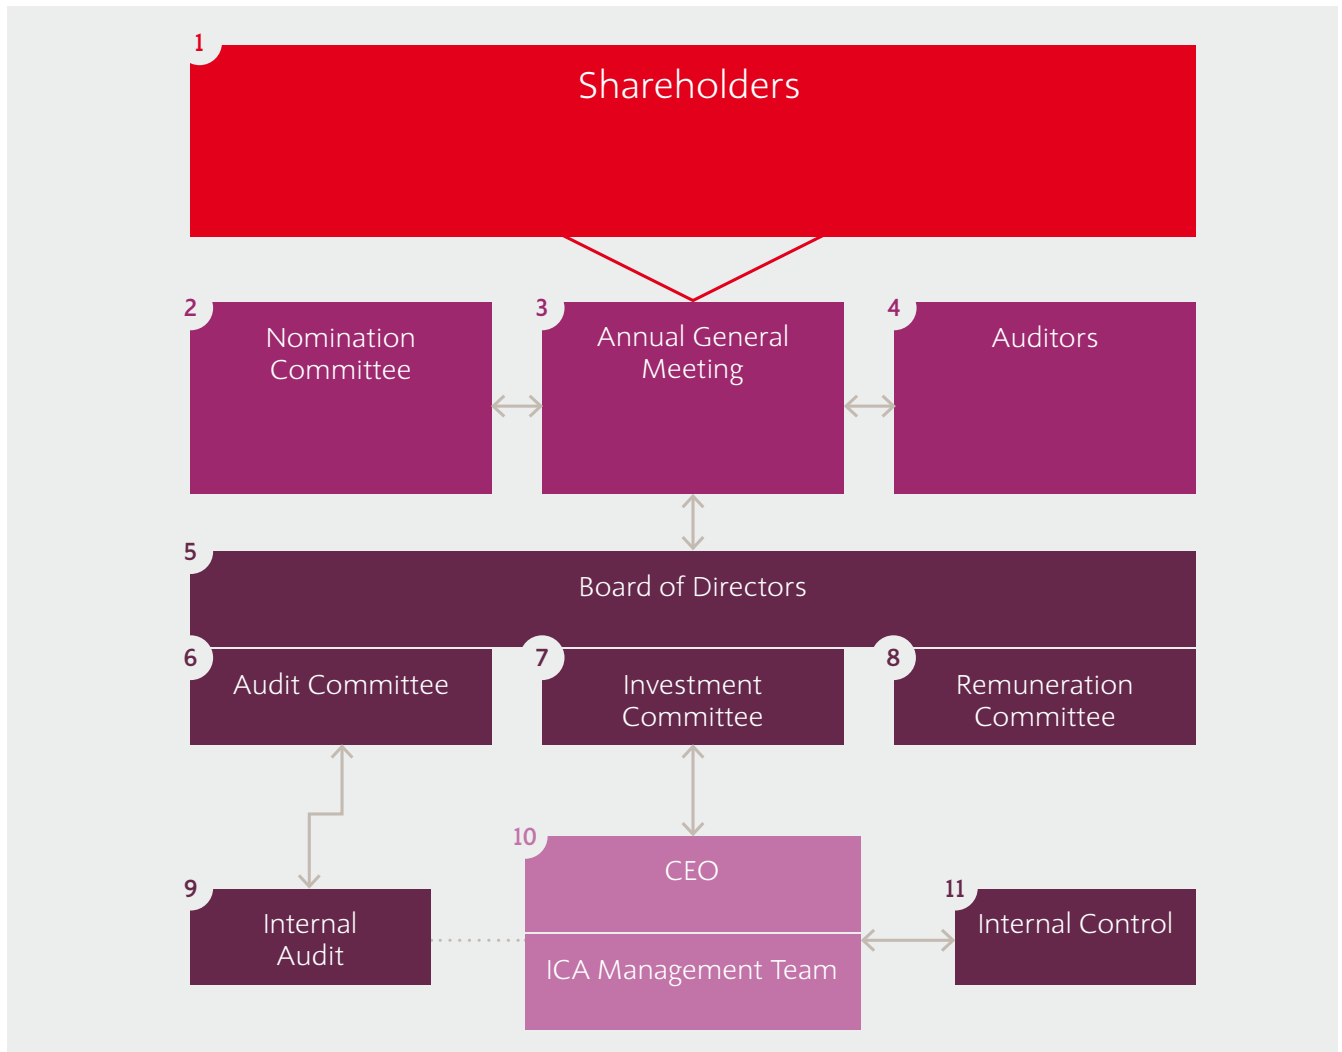 1
Shareholders
2
Nomination
Committee
3
Annual General
Meeting
4
Auditors
5
Board of Directors
6
Audit Committee
7
Investment
Committee
8
Remuneration
Committee
9
Internal
Audit
10
CEO
ICA Management Team
11
Internal Control